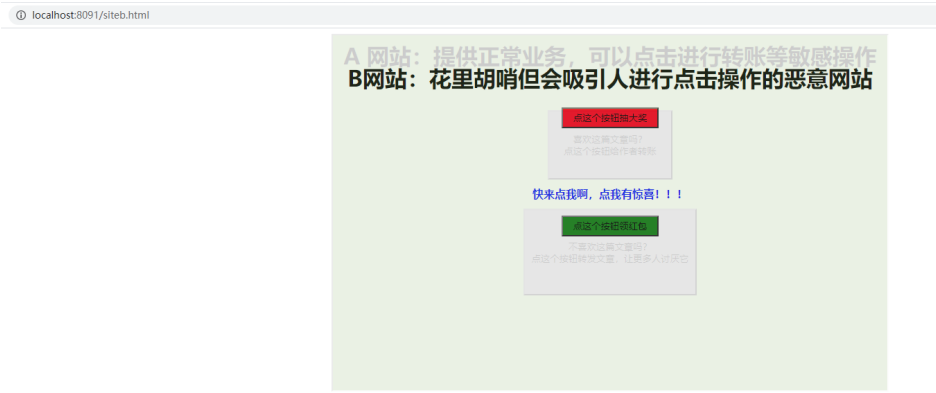 localhost:8091/siteb.html
A 网站：提供正常业务，可以点击进行转账等敏感操作
B网站：花里胡哨但会吸引人进行点击操作的恶意网站
点这个按钮抽大奖
喜欢这篇文章吗？
点这个按钮给作者转账
快来点我啊，点我有惊喜！！！
点这个按钮领红包
不喜欢这篇文章吗？
点这个按钮转发文章，让更多人讨厌它